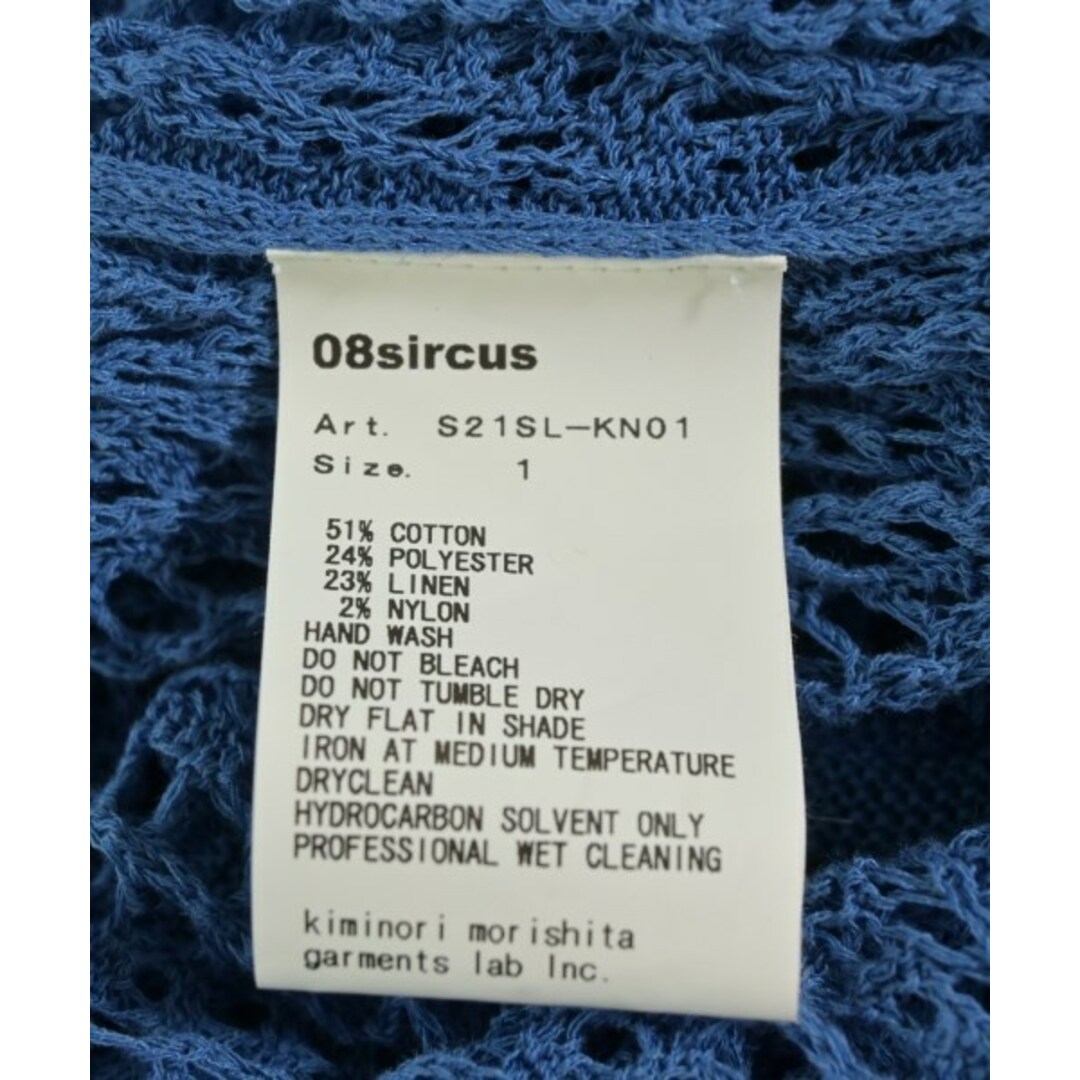 08sircus
Art. S21SL-KN01
Size. 1
51% COTTON
24% POLYESTER
23% LINEN
2% NYLON
HAND WASH
DO NOT BLEACH
DO NOT TUMBLE DRY
DRY FLAT IN SHADE
IRON AT MEDIUM TEMPERATURE
DRYCLEAN
HYDROCARBON SOLVENT ONLY
PROFESSIONAL WET CLEANING
kiminori morishita
garments lab Inc.